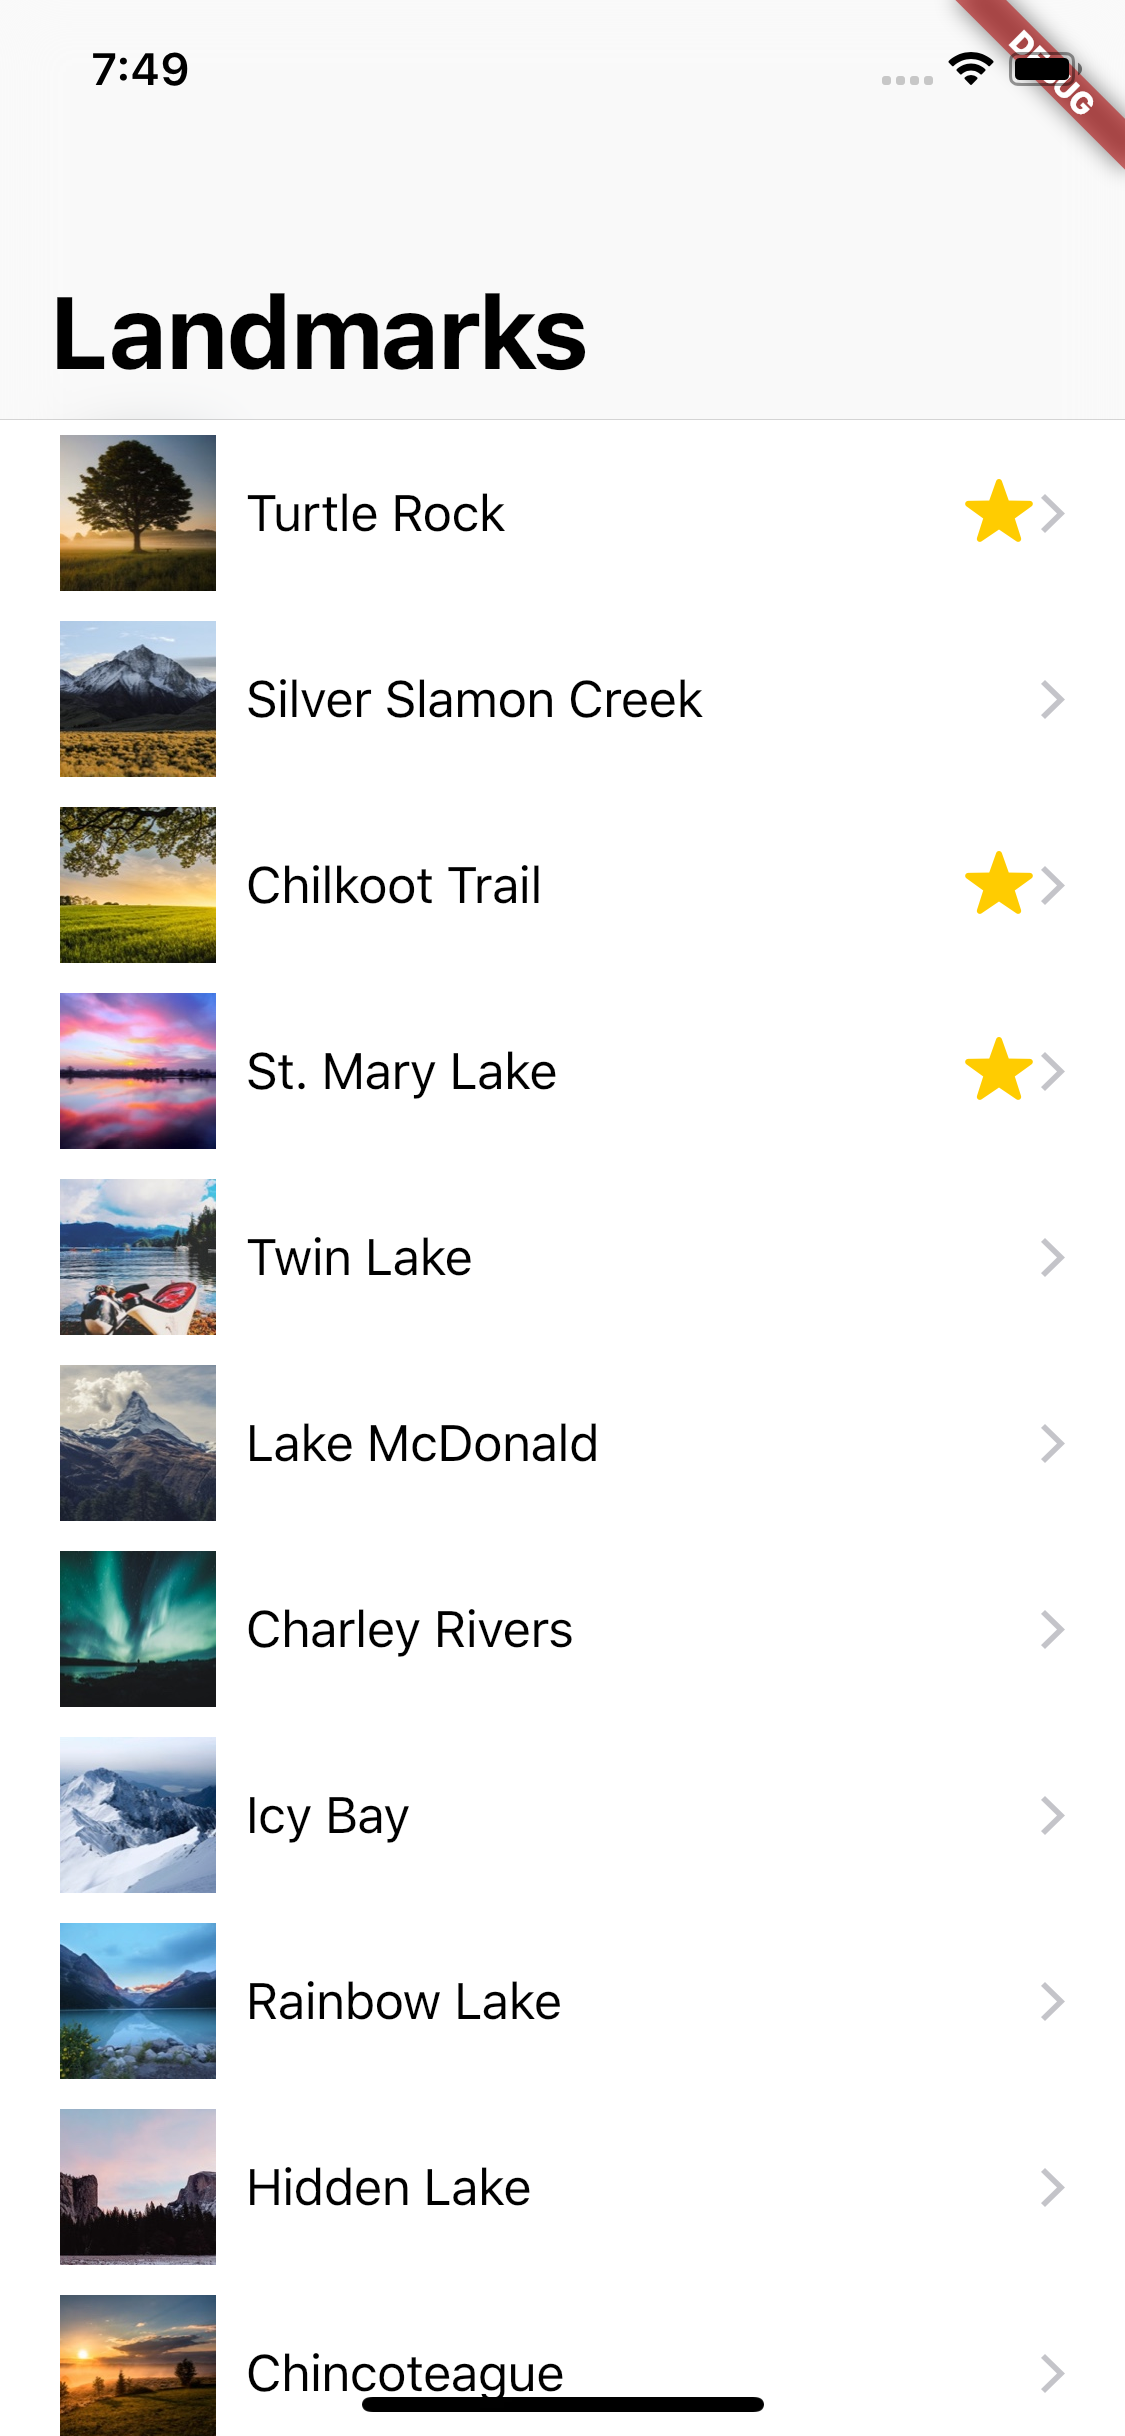 7:49
DEBUG
Landmarks
Turtle Rock
Silver Slamon Creek
Chilkoot Trail
St. Mary Lake
Twin Lake
Lake McDonald
Charley Rivers
Icy Bay
Rainbow Lake
Hidden Lake
Chincoteague